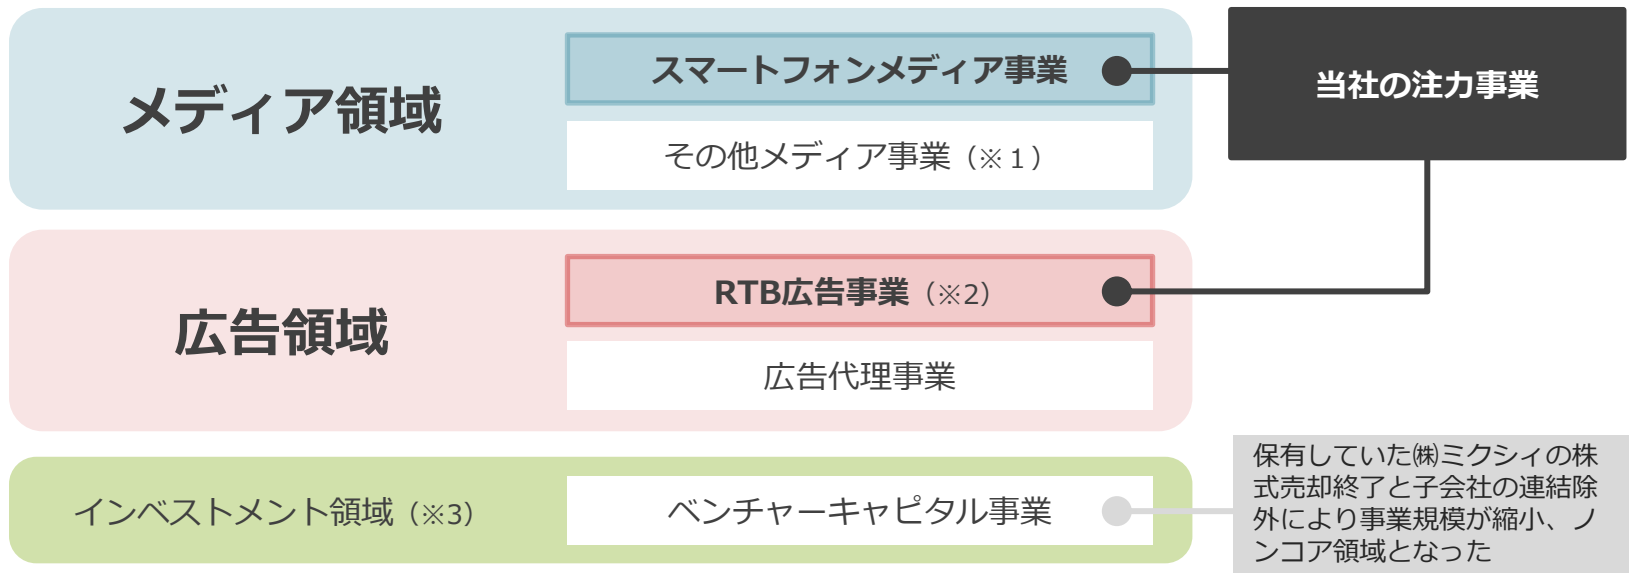 メディア領域
スマートフォンメディア事業
その他メディア事業（※１）
当社の注力事業
広告領域
RTB広告事業（※2）
広告代理事業
インベストメント領域（※3）
ベンチャーキャピタル事業
保有していた㈱ミクシィの株
式売却終了と子会社の連結除
外により事業規模が縮小、ノ
ンコア領域となった